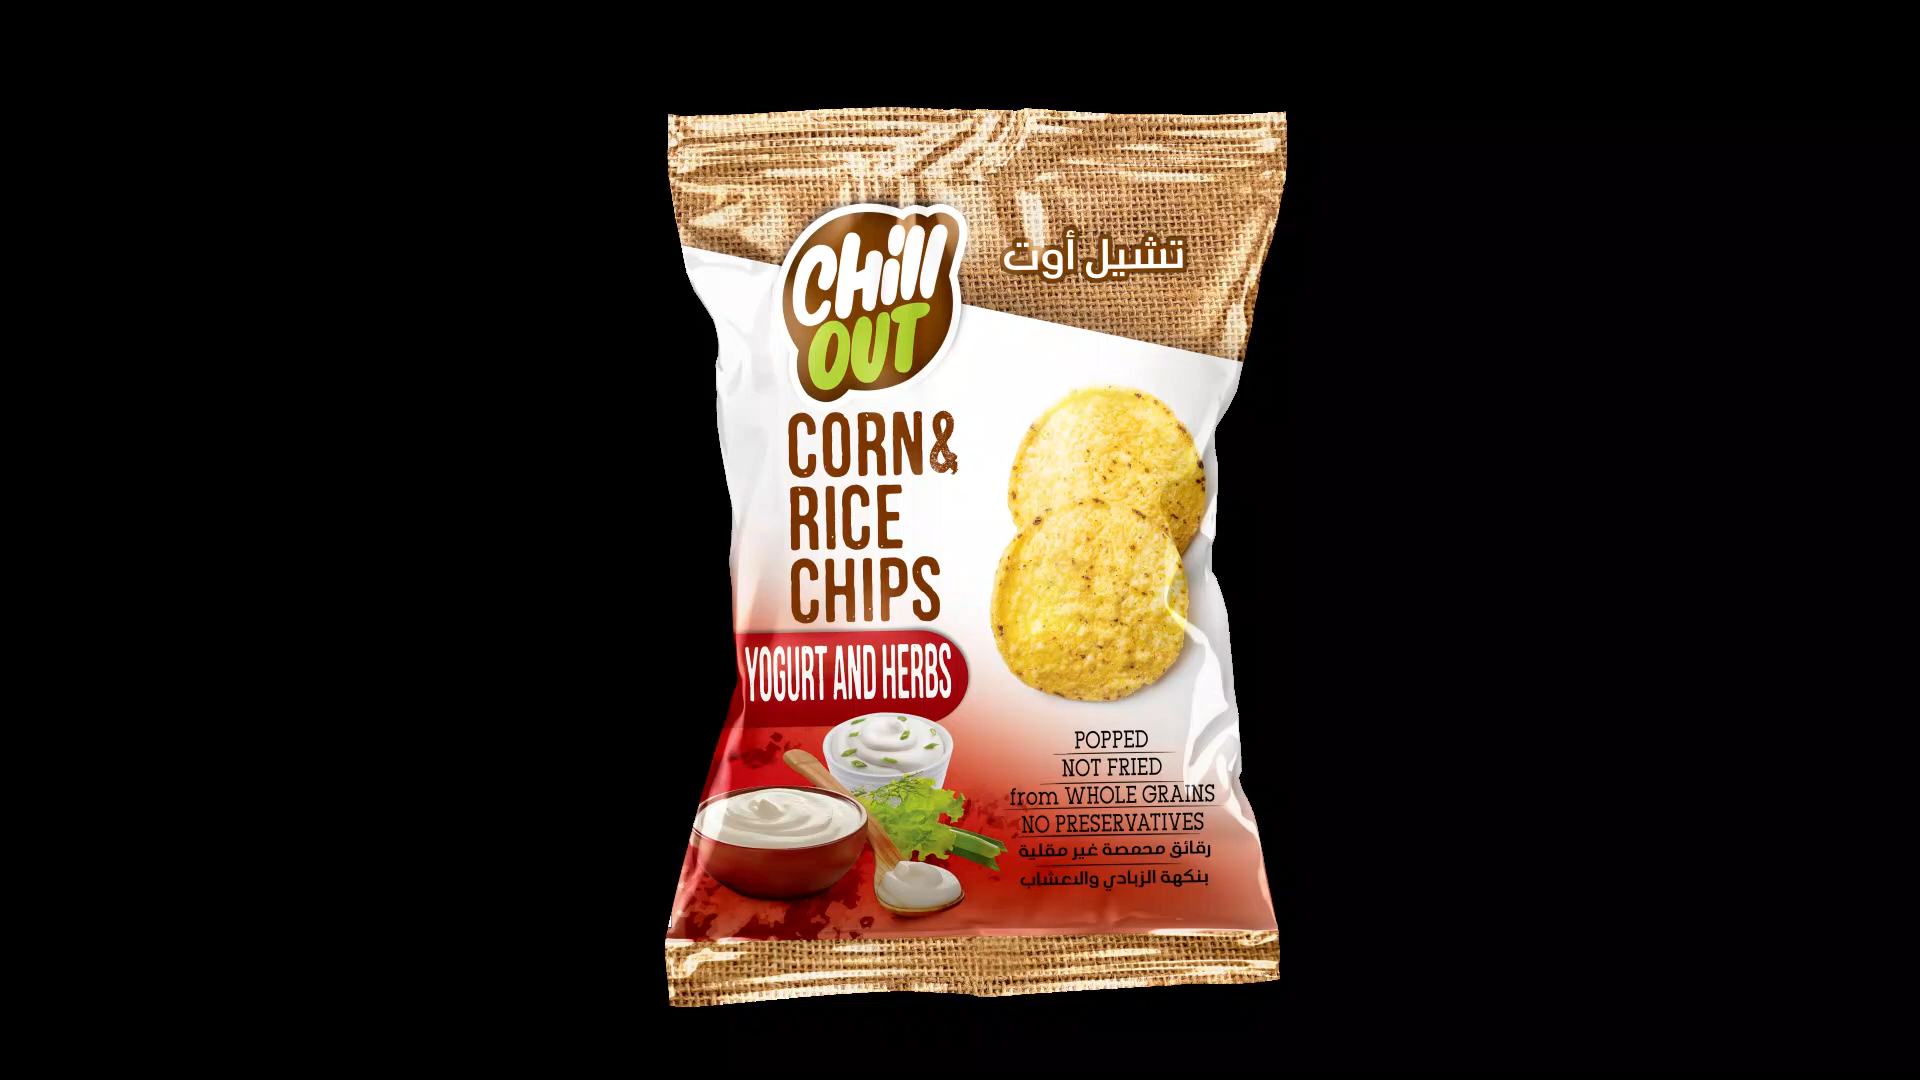 Chill
OUT
تشيل أوت
CORN&
RICE
CHIPS
YOGURT AND HERBS
POPPED
NOT FRIED
from WHOLE GRAINS
NO PRESERVATIVES
رقائق محمصة غير مقلية
بنكهة الزبادي والاعشاب